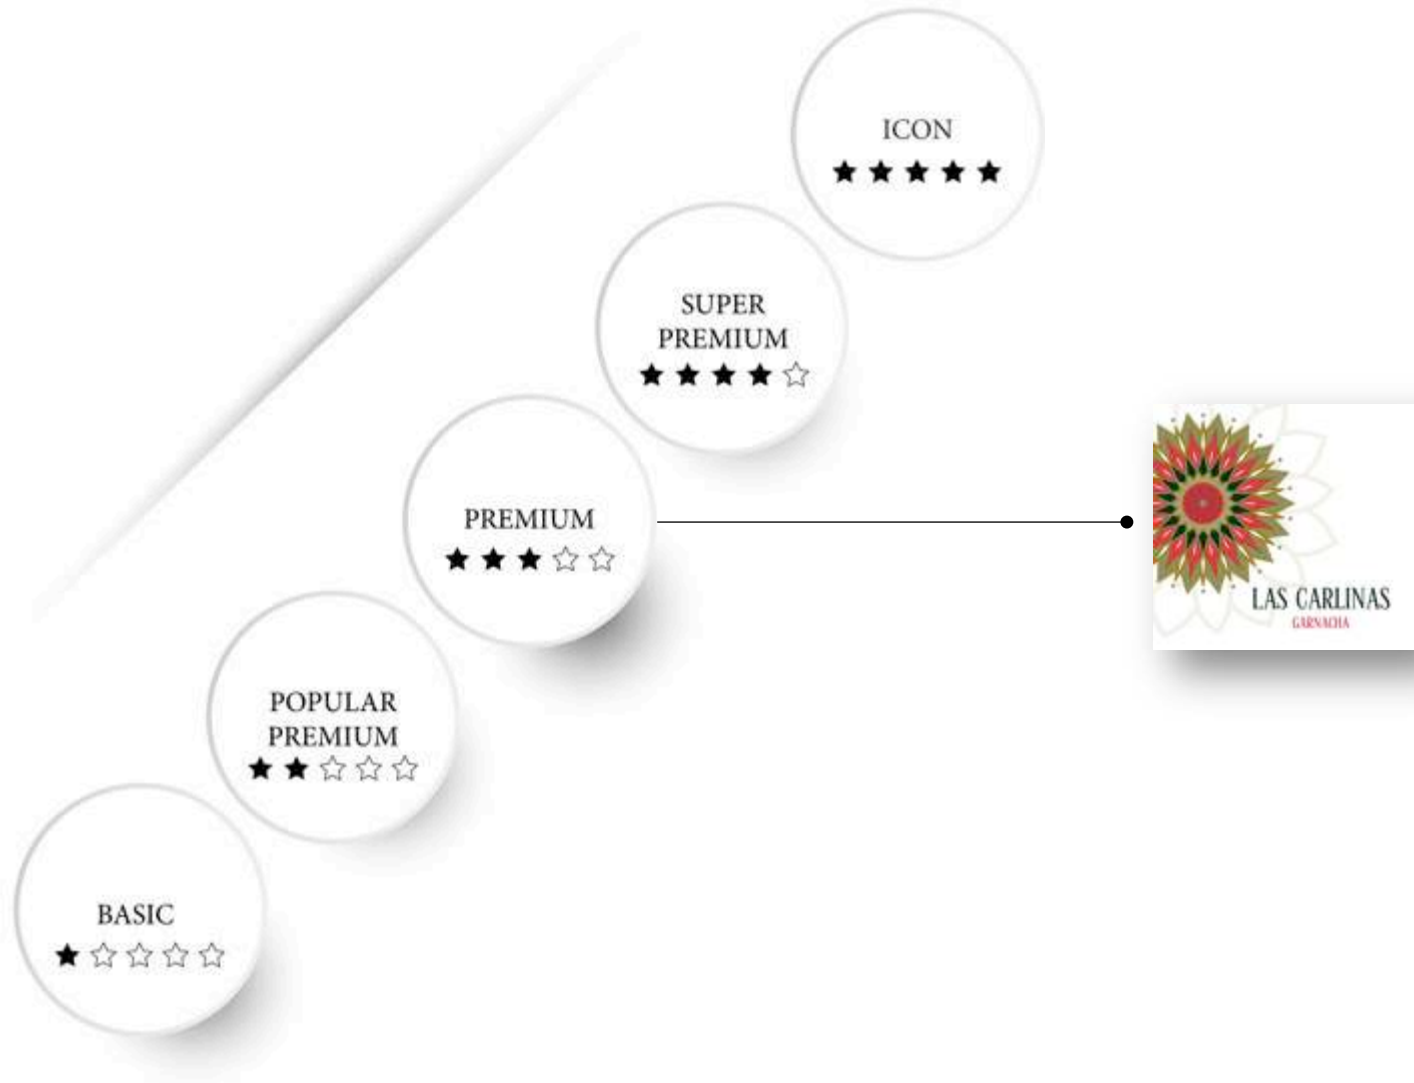 ICON
★★★★★
SUPER
PREMIUM
★★★★☆
PREMIUM
★★★☆☆
LAS CARLINAS
GARNACHA
POPULAR
PREMIUM
★★☆☆☆
BASIC
★☆☆☆☆